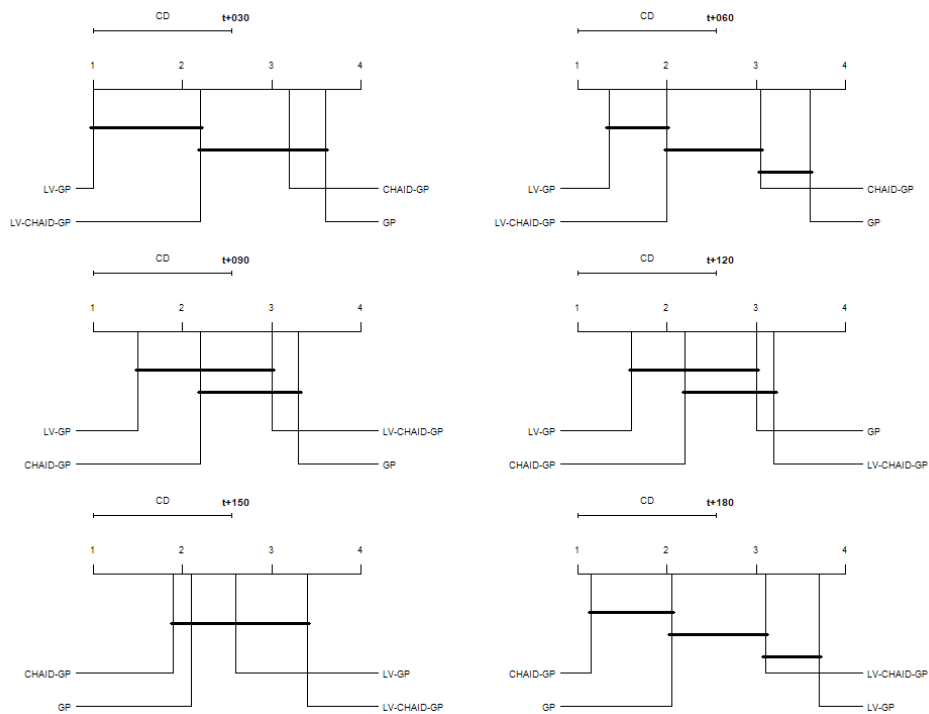 CD t+030
1 2 3 4
LV-GP CHAID-GP
LV-CHAID-GP GP
CD t+060
1 2 3 4
LV-GP CHAID-GP
LV-CHAID-GP GP
CD t+090
1 2 3 4
LV-GP LV-CHAID-GP
CHAID-GP GP
CD t+120
1 2 3 4
LV-GP GP
CHAID-GP LV-CHAID-GP
CD t+150
1 2 3 4
CHAID-GP LV-GP
GP LV-CHAID-GP
CD t+180
1 2 3 4
CHAID-GP LV-CHAID-GP
GP LV-GP